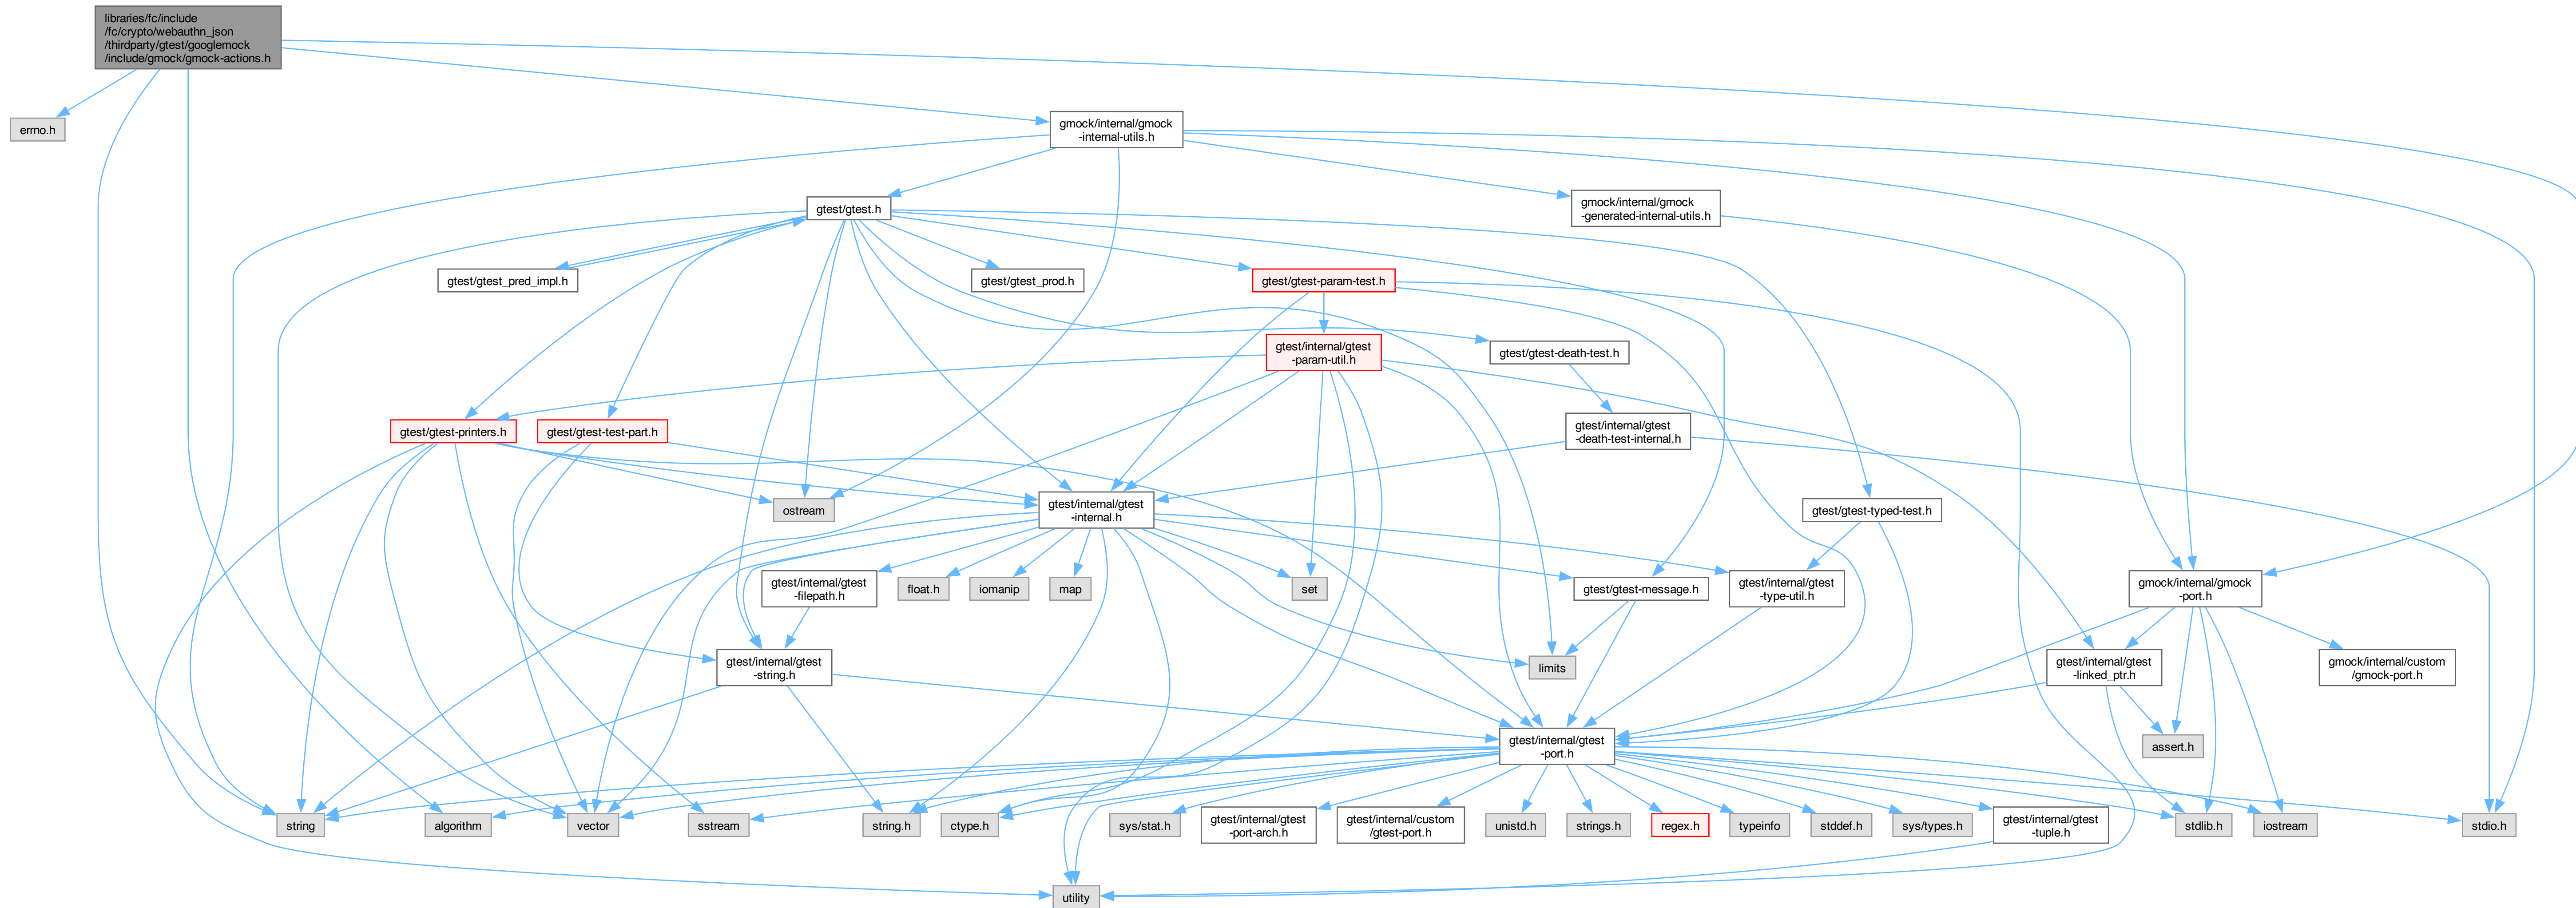 libraries/fc/include
/fc/crypto/webauthn_json
/thirdparty/gtest/googlemock
/include/gmock/gmock-actions.h
errno.h
gmock/internal/gmock
-internal-utils.h
gtest/gtest.h
gmock/internal/gmock
-generated-internal-utils.h
gtest/gtest_pred_impl.h
gtest/gtest_prod.h
gtest/gtest-param-test.h
gtest/internal/gtest
-param-util.h
gtest/gtest-death-test.h
gtest/gtest-printers.h
gtest/gtest-test-part.h
gtest/internal/gtest
-death-test-internal.h
ostream
gtest/internal/gtest
-internal.h
gtest/gtest-typed-test.h
gtest/internal/gtest
-filepath.h
float.h
iomanip
map
set
gtest/gtest-message.h
gtest/internal/gtest
-type-util.h
gmock/internal/gmock
-port.h
gtest/internal/gtest
-string.h
limits
gtest/internal/gtest
-linked_ptr.h
gmock/internal/custom
/gmock-port.h
gtest/internal/gtest
-port.h
assert.h
string
algorithm
vector
sstream
string.h
ctype.h
sys/stat.h
gtest/internal/gtest
-port-arch.h
gtest/internal/custom
/gtest-port.h
unistd.h
strings.h
regex.h
typeinfo
stddef.h
sys/types.h
gtest/internal/gtest
-tuple.h
stdlib.h
iostream
stdio.h
utility